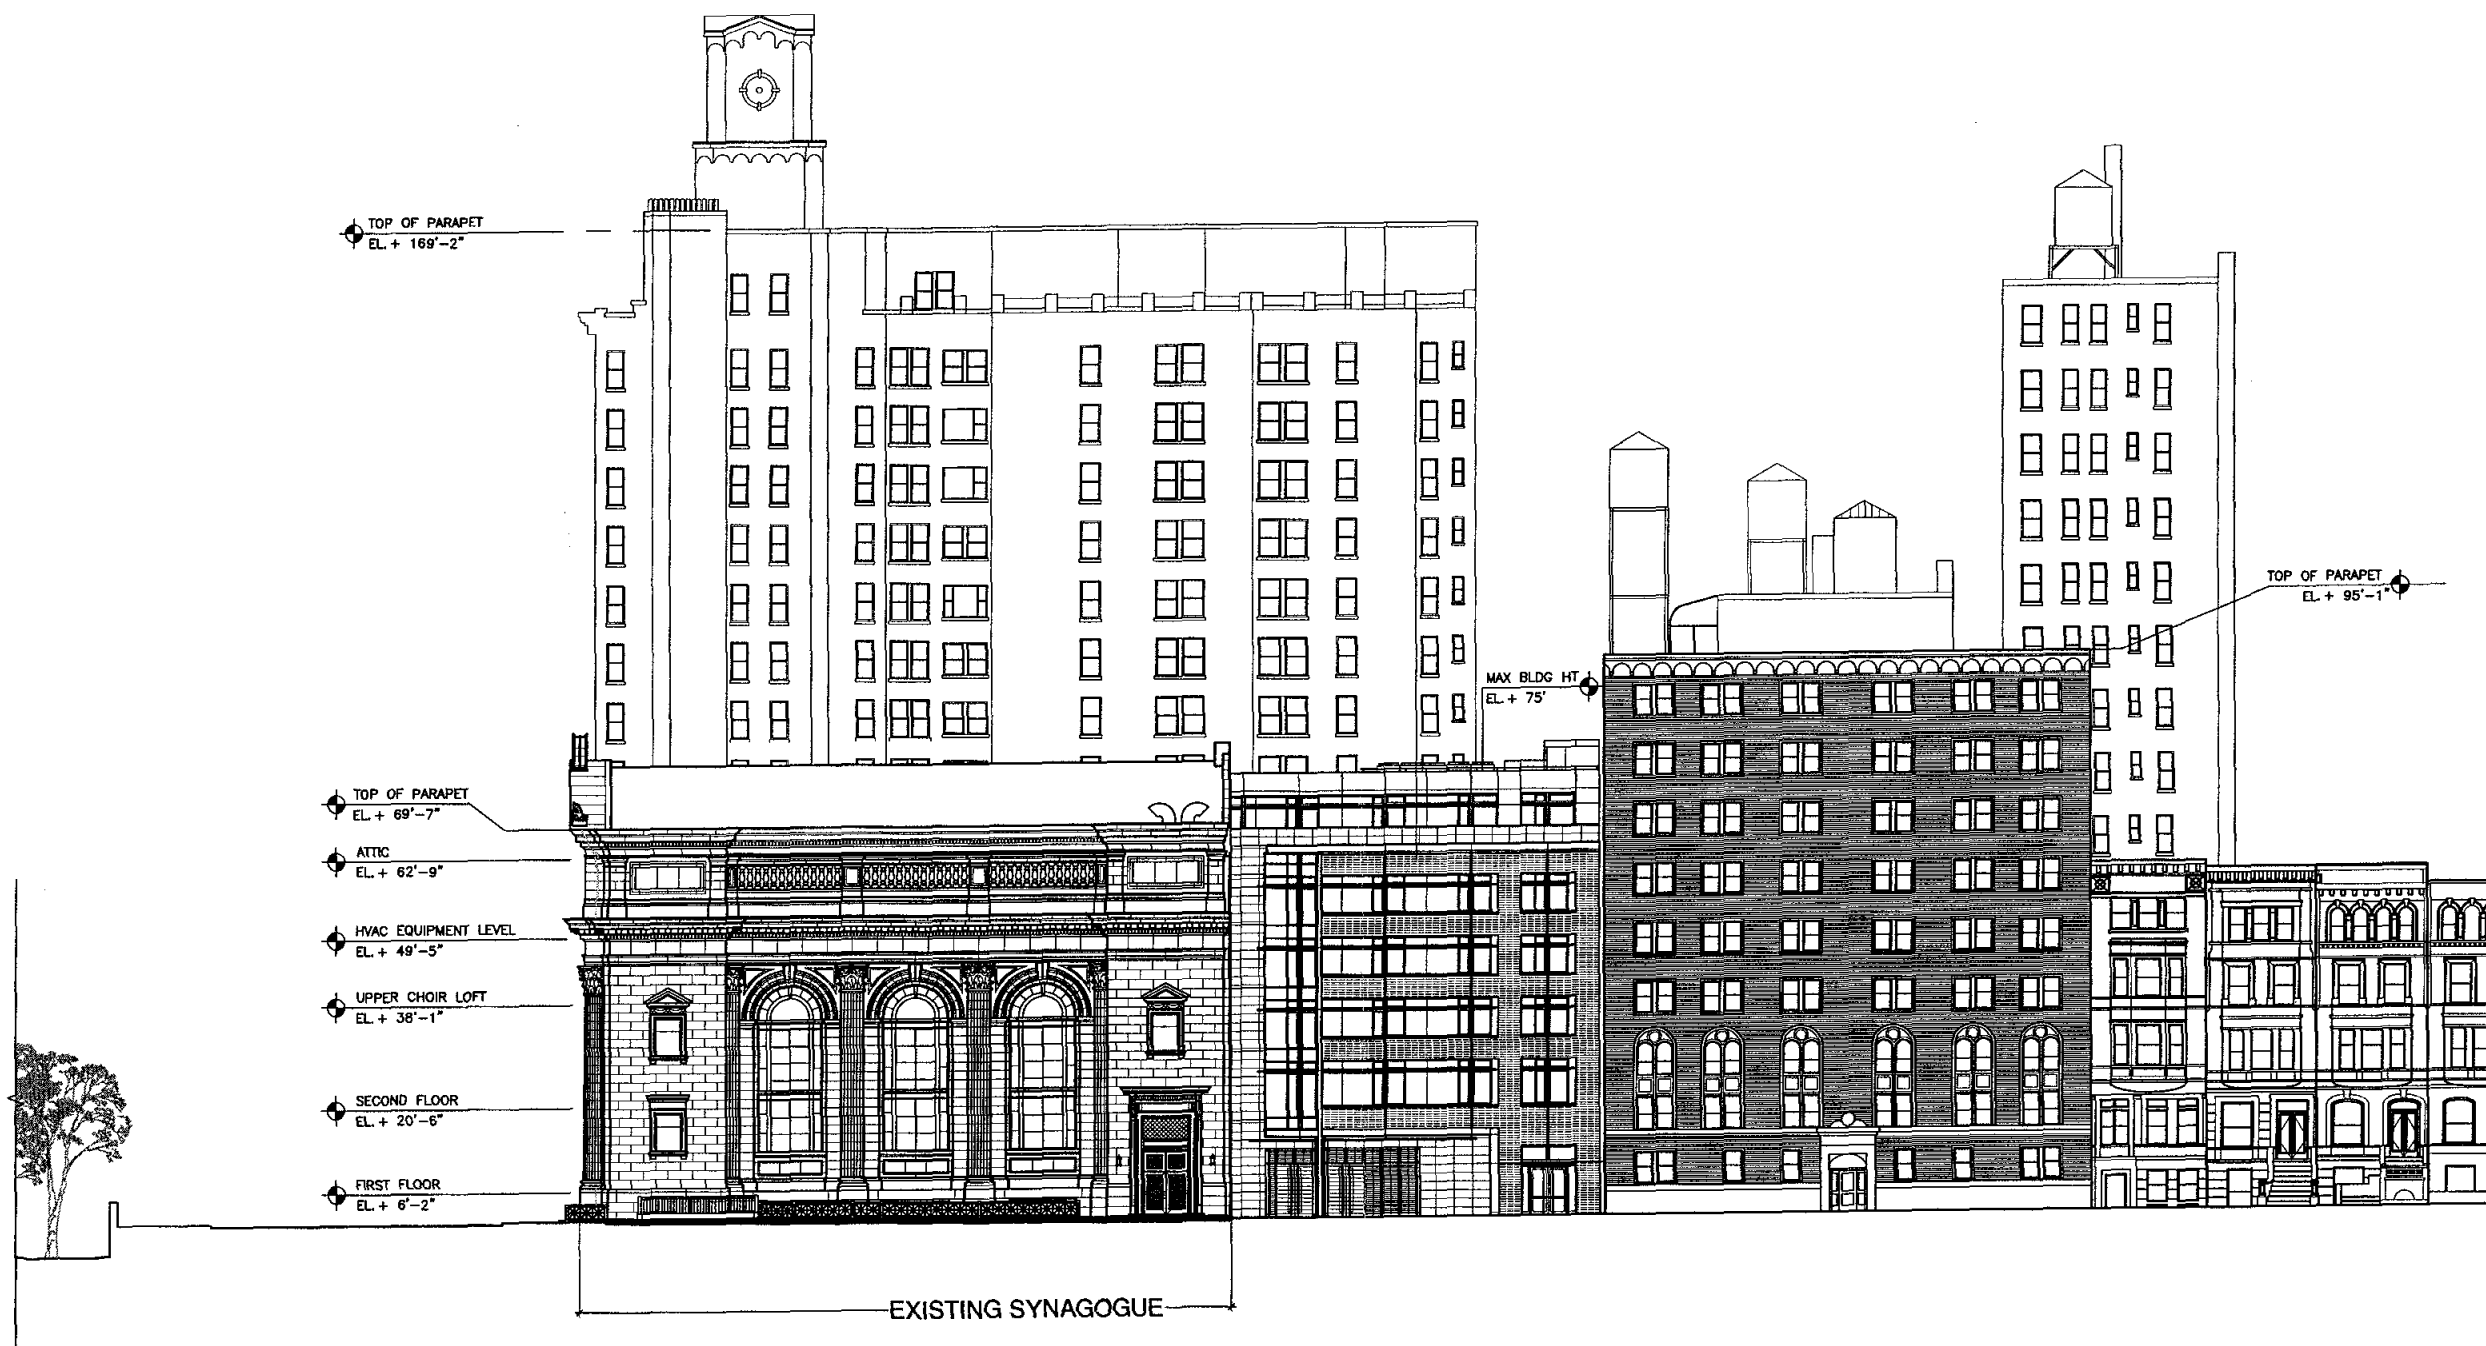 TOP OF PARAPET
EL. + 169'-2"
TOP OF PARAPET
EL. + 95'-1"
MAX BLDG HT
EL. + 75'
TOP OF PARAPET
EL. + 69'-7"
ATTIC
EL. + 62'-9"
HVAC EQUIPMENT LEVEL
EL. + 49'-5"
UPPER CHOIR LOFT
EL. + 38'-1"
SECOND FLOOR
EL. + 20'-6"
FIRST FLOOR
EL. + 6'-2"
EXISTING SYNAGOGUE